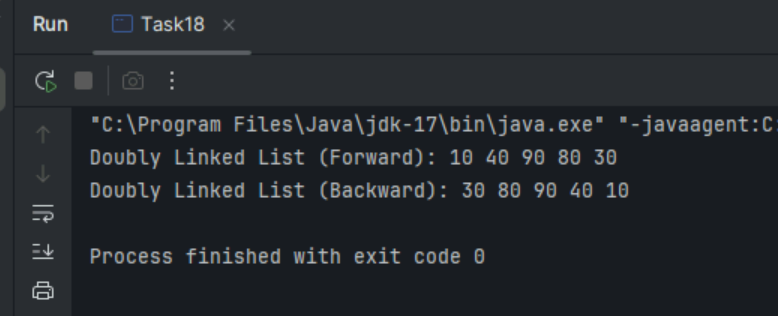 Run Task18
"C:\Program Files\Java\jdk-17\bin\java.exe" "-javaagent:C:
Doubly Linked List (Forward): 10 40 90 80 30
Doubly Linked List (Backward): 30 80 90 40 10
Process finished with exit code 0